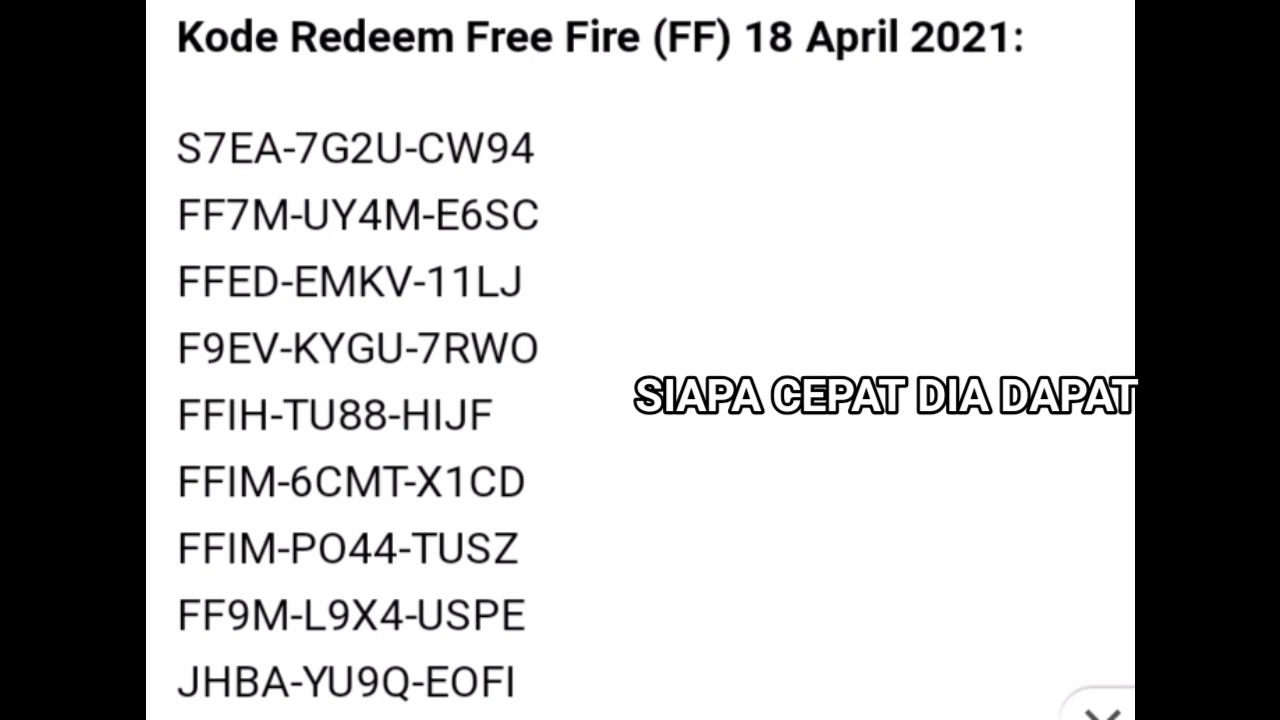 Kode Redeem Free Fire (FF) 18 April 2021:
S7EA-7G2U-CW94
FF7M-UY4M-E6SC
FFED-EMKV-11LJ
F9EV-KYGU-7RWO
SIAPA CEPAT DIA DAPAT
FFIH-TU88-HIJF
FFIM-6CMT-X1CD
FFIM-PO44-TUSZ
FF9M-L9X4-USPE
JHBA-YU9Q-EOFI